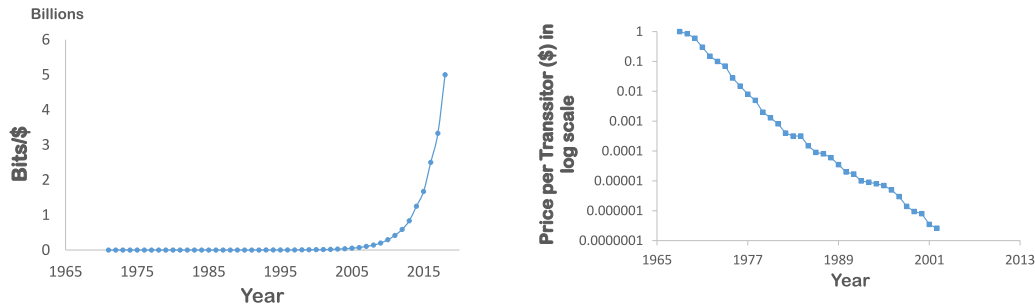 Billions
Bits/$
6
5
4
3
2
1
0
1965 1975 1985 1995 2005 2015
Year
Price per Transsitor ($) in
log scale
1
0.1
0.01
0.001
0.0001
0.00001
0.000001
0.0000001
1965 1977 1989 2001 2013
Year